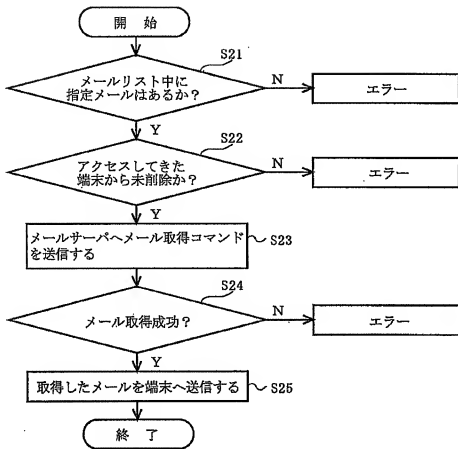 開 始
S21
メールリスト中に
指定メールはあるか？
N
エラー
Y
S22
アクセスしてきた
端末から未削除か？
N
エラー
Y
メールサーバへメール取得コマンド
を送信する
S23
S24
メール取得成功？
N
エラー
Y
取得したメールを端末へ送信する
S25
終 了